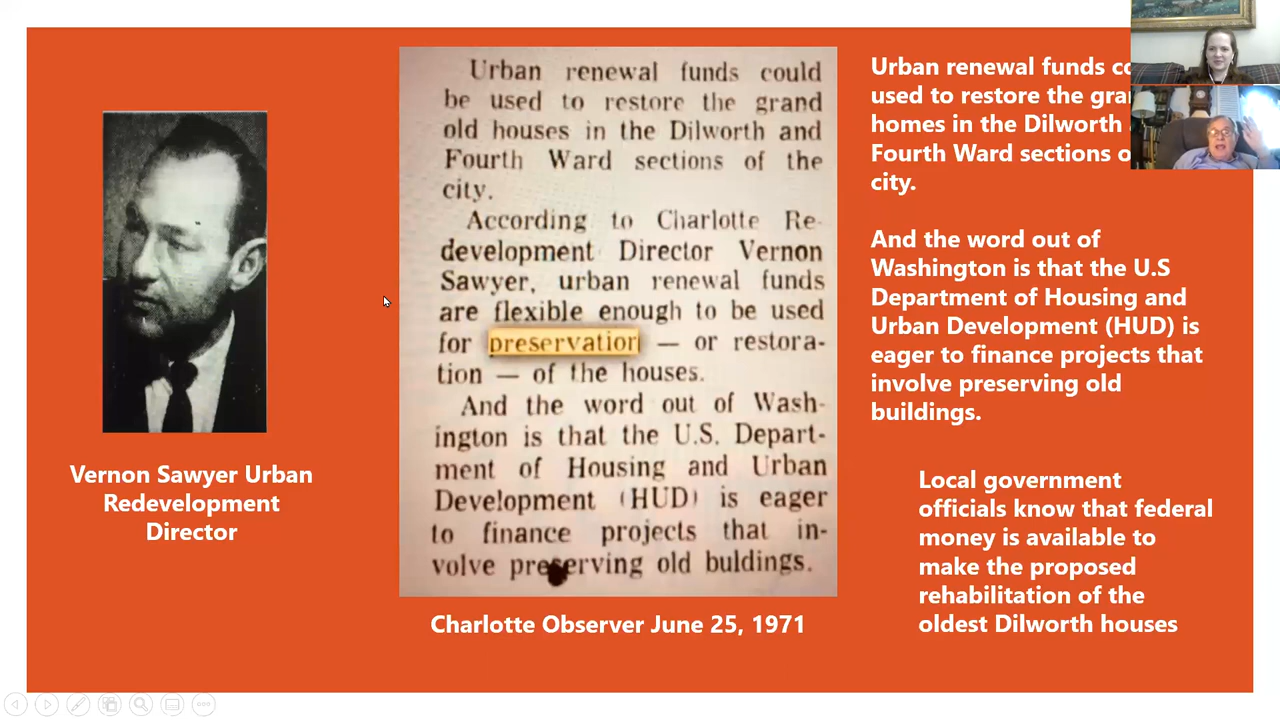 Vernon Sawyer Urban
Redevelopment
Director
Urban renewal funds could
be used to restore the grand
old houses in the Dilworth and
Fourth Ward sections of the
city.
According to Charlotte Re-
development Director Vernon
Sawyer, urban renewal funds
are flexible enough to be used
for preservation — or restora-
tion — of the houses.
And the word out of Wash-
ington is that the U.S. Depart-
ment of Housing and Urban
Development (HUD) is eager
to finance projects that in-
volve preserving old buldings.
Charlotte Observer June 25, 1971
Urban renewal funds
used to restore the
homes in the Dilworth
Fourth Ward sections
city.
And the word out of
Washington is that the U.S
Department of Housing and
Urban Development (HUD) is
eager to finance projects that
involve preserving old
buildings.
Local government
officials know that federal
money is available to
make the proposed
rehabilitation of the
oldest Dilworth houses